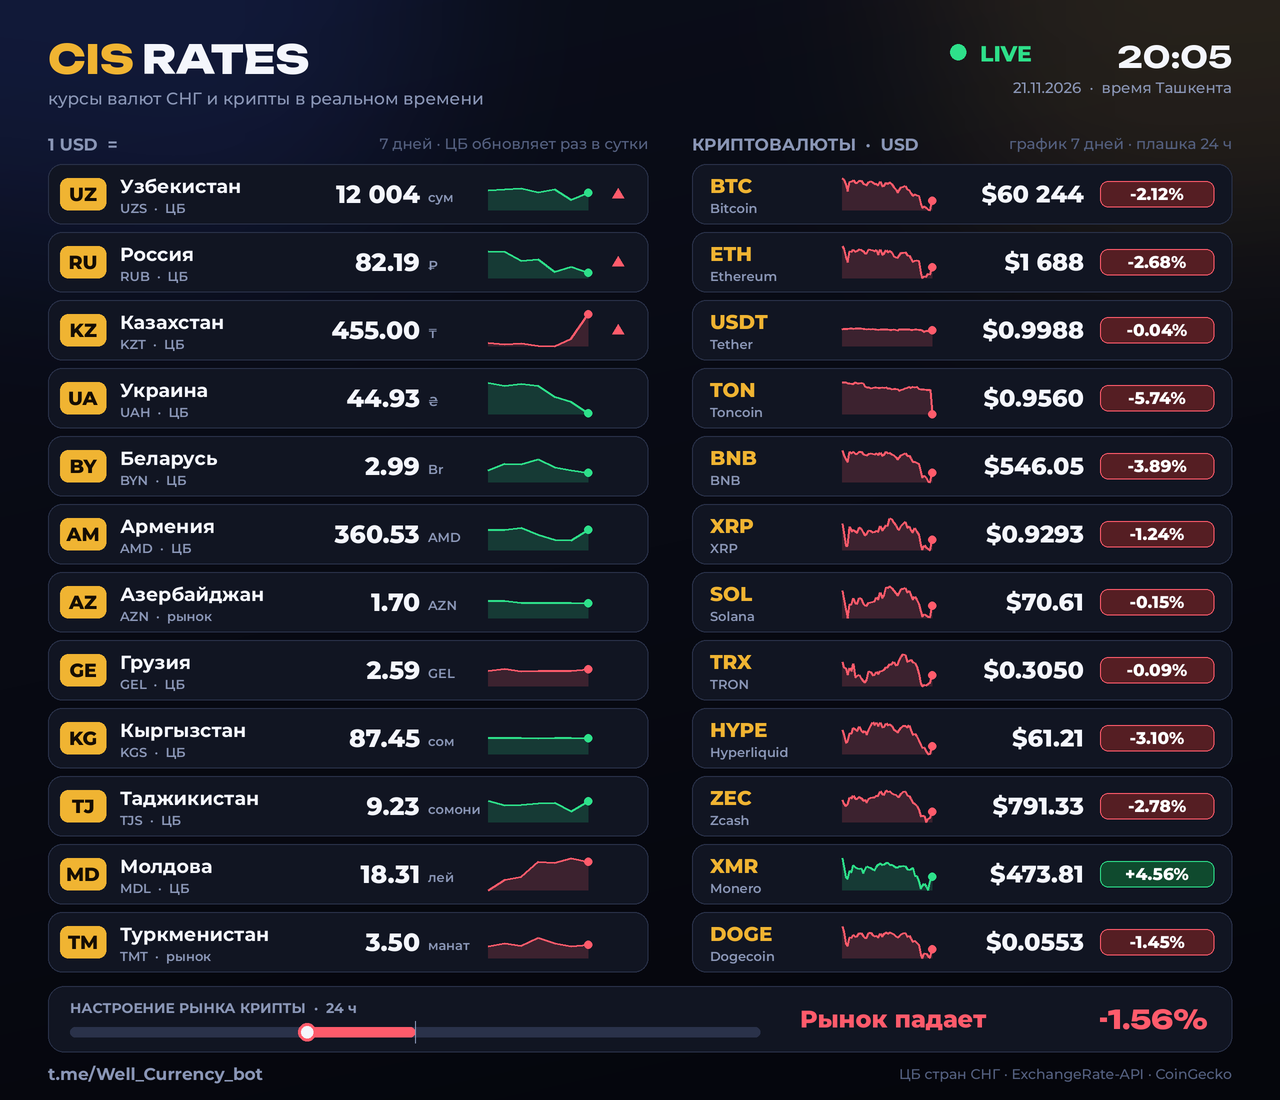 CIS RATES
курсы валют СНГ и крипты в реальном времени
LIVE 20:05
21.11.2026 · время Ташкента
1 USD =
7 дней · ЦБ обновляет раз в сутки
UZ Узбекистан 12 004 сум
UZS · ЦБ
RU Россия 82.19 ₽
RUB · ЦБ
KZ Казахстан 455.00 ₸
KZT · ЦБ
UA Украина 44.93 ₴
UAH · ЦБ
BY Беларусь 2.99 Br
BYN · ЦБ
AM Армения 360.53 AMD
AMD · ЦБ
AZ Азербайджан 1.70 AZN
AZN · рынок
GE Грузия 2.59 GEL
GEL · ЦБ
KG Кыргызстан 87.45 сом
KGS · ЦБ
TJ Таджикистан 9.23 сомони
TJS · ЦБ
MD Молдова 18.31 лей
MDL · ЦБ
TM Туркменистан 3.50 манат
TMT · рынок
КРИПТОВАЛЮТЫ · USD
график 7 дней · плашка 24 ч
BTC $60 244 -2.12%
Bitcoin
ETH $1 688 -2.68%
Ethereum
USDT $0.9988 -0.04%
Tether
TON $0.9560 -5.74%
Toncoin
BNB $546.05 -3.89%
BNB
XRP $0.9293 -1.24%
XRP
SOL $70.61 -0.15%
Solana
TRX $0.3050 -0.09%
TRON
HYPE $61.21 -3.10%
Hyperliquid
ZEC $791.33 -2.78%
Zcash
XMR $473.81 +4.56%
Monero
DOGE $0.0553 -1.45%
Dogecoin
НАСТРОЕНИЕ РЫНКА КРИПТЫ · 24 ч
Рынок падает -1.56%
t.me/Well_Currency_bot
ЦБ стран СНГ · ExchangeRate-API · CoinGecko